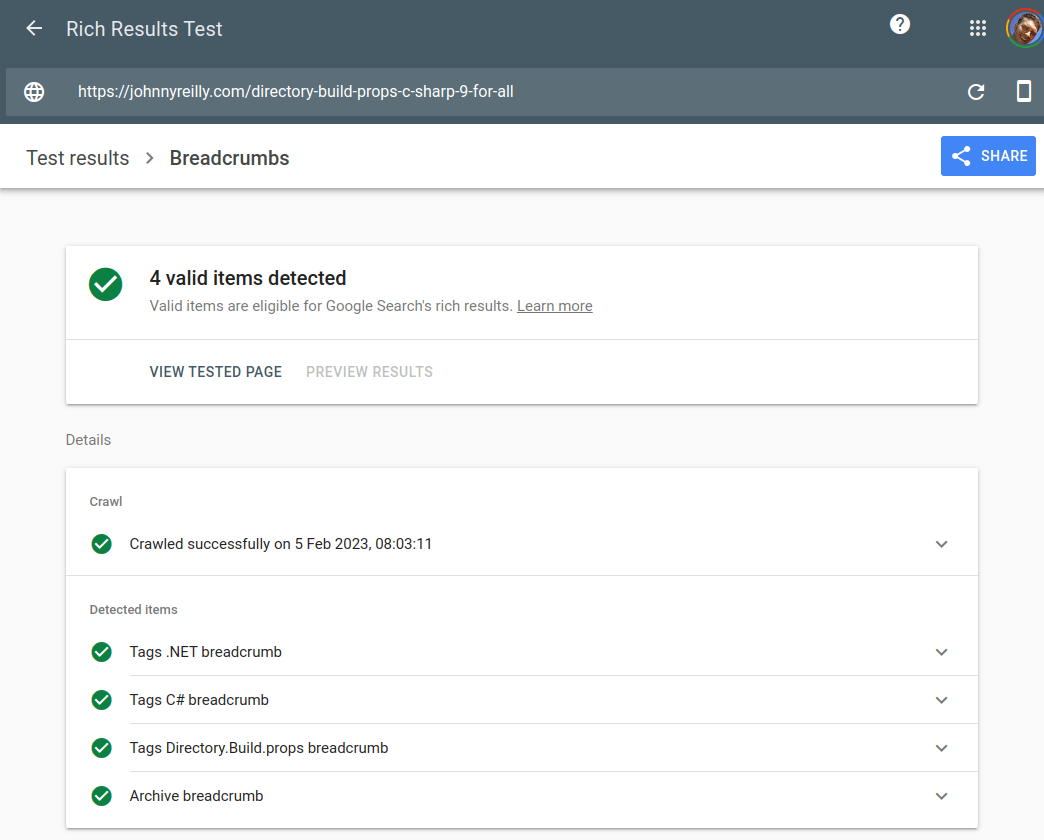 Rich Results Test
https://johnnyreilly.com/directory-build-props-c-sharp-9-for-all
Test results > Breadcrumbs
SHARE
4 valid items detected
Valid items are eligible for Google Search's rich results. Learn more
VIEW TESTED PAGE PREVIEW RESULTS
Details
Crawl
Crawled successfully on 5 Feb 2023, 08:03:11
Detected items
Tags .NET breadcrumb
Tags C# breadcrumb
Tags Directory.Build.props breadcrumb
Archive breadcrumb